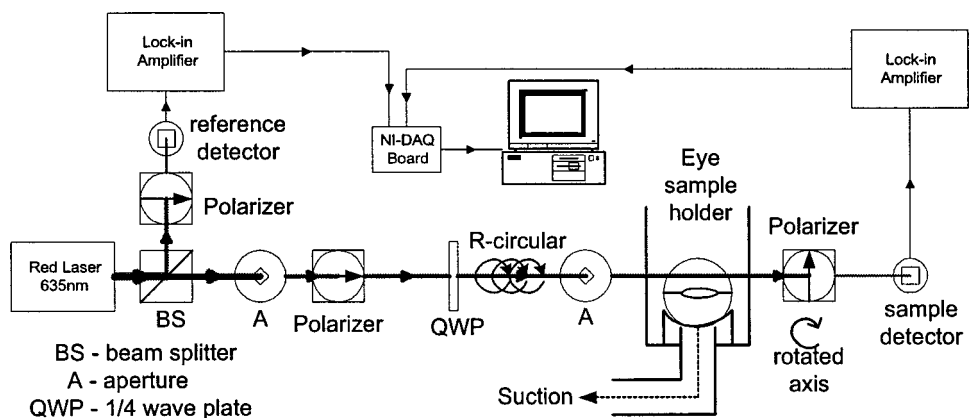 Lock-in
Amplifier
Lock-in
Amplifier
reference
detector
NI-DAQ
Board
Eye
sample
holder
Polarizer
Polarizer
R-circular
Red Laser
635nm
BS
A
Polarizer
QWP
A
sample
detector
rotated
axis
BS - beam splitter
A - aperture
QWP - 1/4 wave plate
Suction